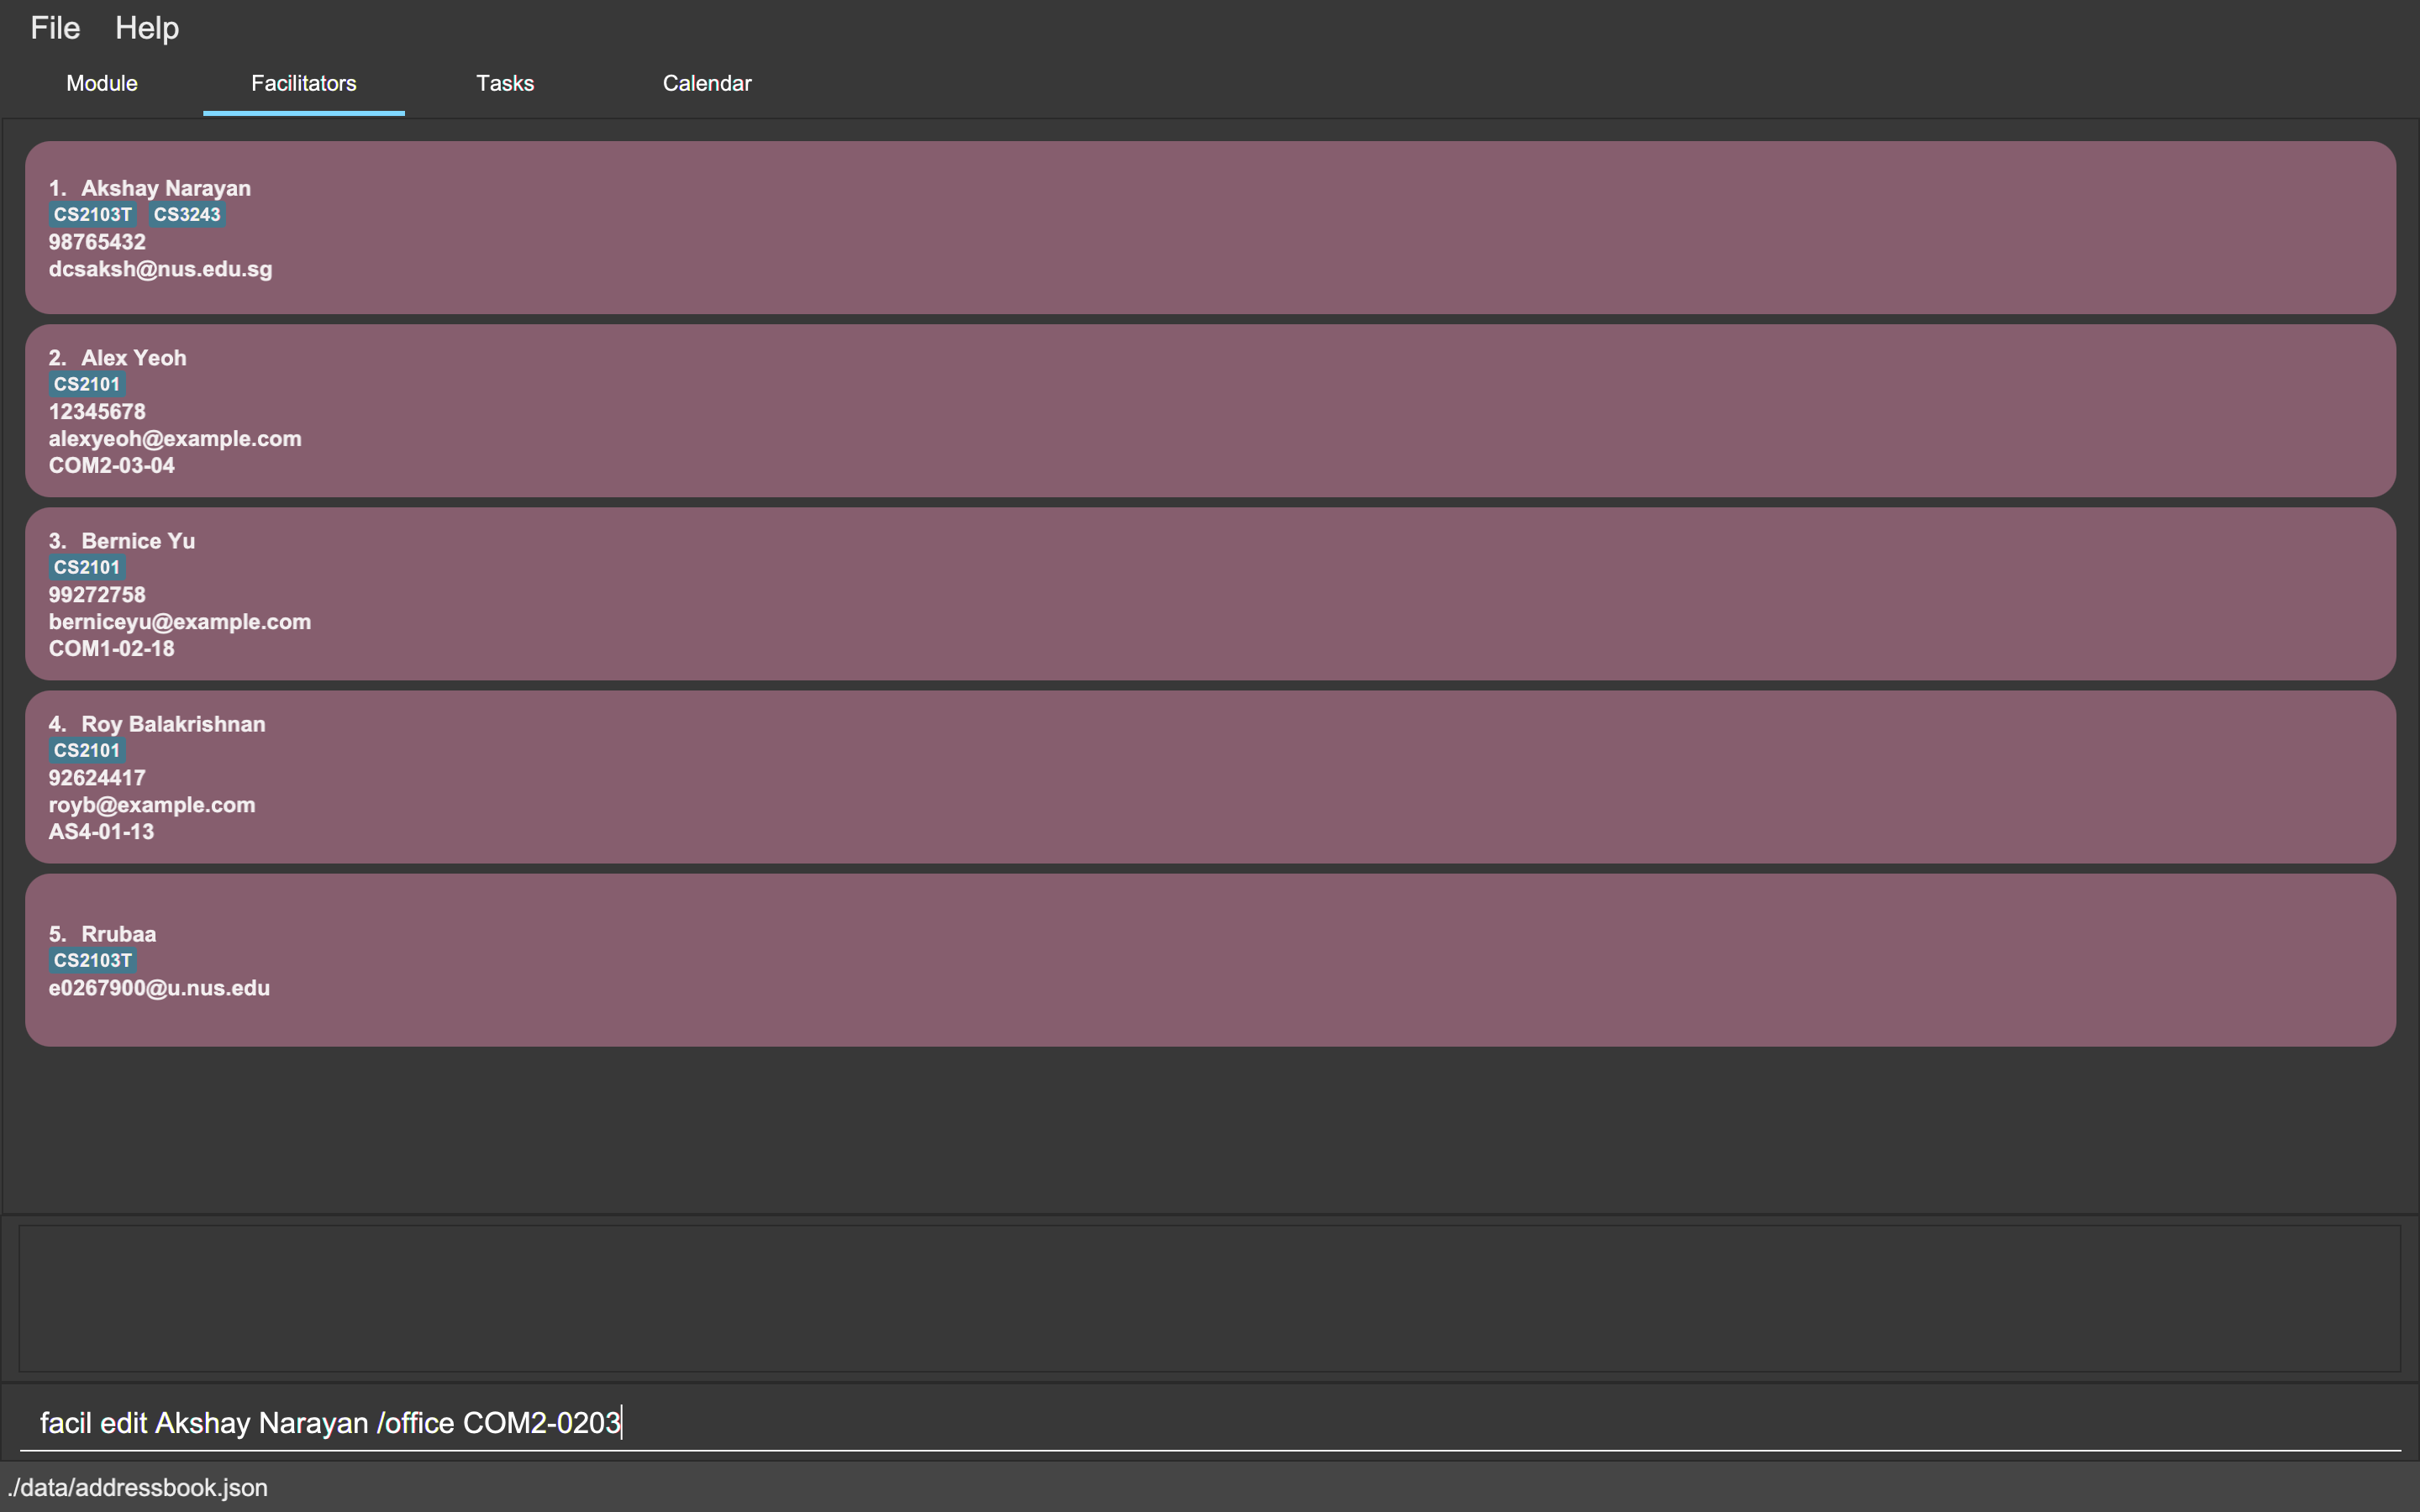 File Help
Module Facilitators Tasks Calendar
1. Akshay Narayan
CS2103T CS3243
98765432
dcsaksh@nus.edu.sg
2. Alex Yeoh
CS2101
12345678
alexyeoh@example.com
COM2-03-04
3. Bernice Yu
CS2101
99272758
berniceyu@example.com
COM1-02-18
4. Roy Balakrishnan
CS2101
92624417
royb@example.com
AS4-01-13
5. Rrubaa
CS2103T
e0267900@u.nus.edu
facil edit Akshay Narayan /office COM2-0203
./data/addressbook.json